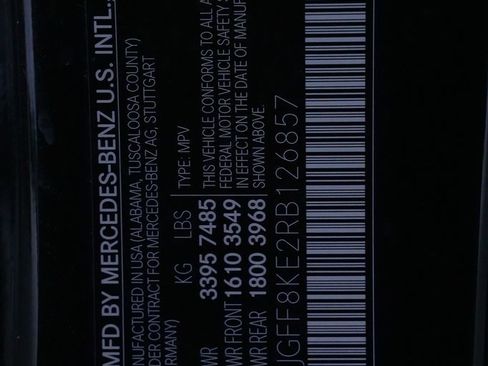 MFD BY MERCEDES-BENZ U.S. INTL.,
NUFACTURED IN USA (ALABAMA, TUSCALOOSA COUNTY)
DER CONTRACT FOR MERCEDES-BENZ AG, STUTTGART
ERMANY)
KG LBS
WR 3395 7485
WR FRONT 1610 3549
WR REAR 1800 3968
TYPE: MPV
THIS VEHICLE CONFORMS TO ALL A
FEDERAL MOTOR VEHICLE SAFETY S
IN EFFECT ON THE DATE OF MANUF
SHOWN ABOVE.
JGFF8KE2RB126857